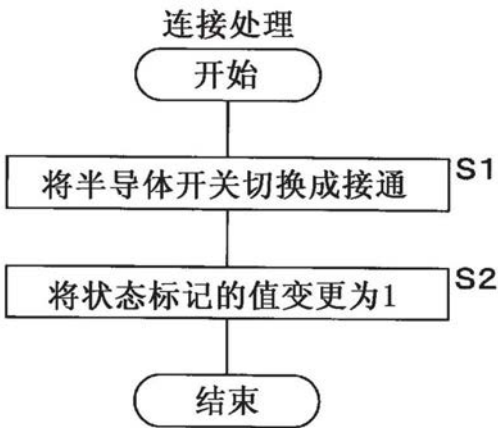 连接处理
开始
将半导体开关切换成接通
S1
将状态标记的值变更为1
S2
结束